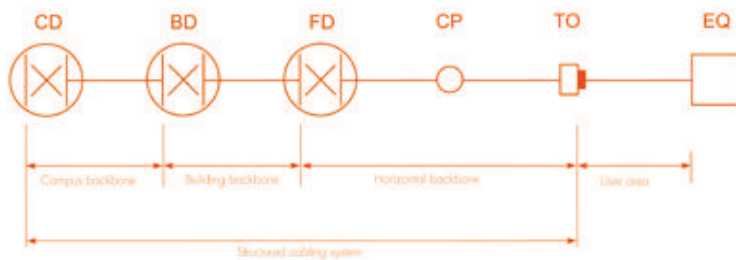 CD BD FD CP TO EQ
Campus backbone Building backbone Horizontal backbone User area
Structured cabling system